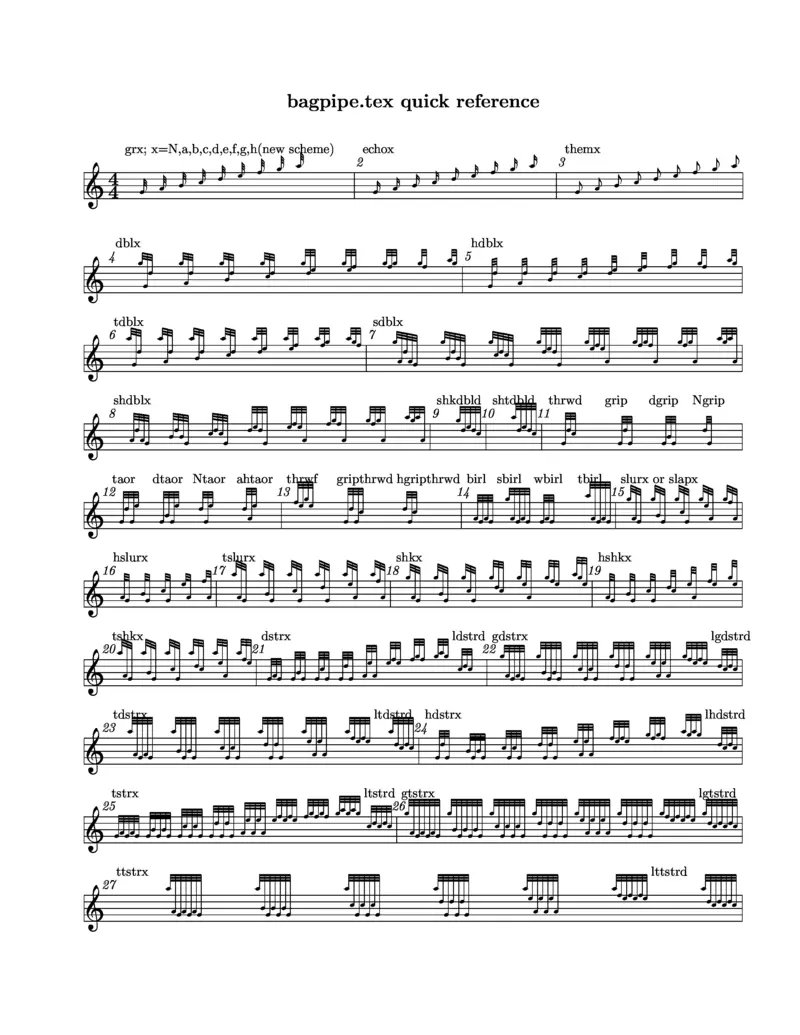 bagpipe.tex quick reference
grx; x=N,a,b,c,d,e,f,g,h(new scheme) echox themx
4 4 2 3
dblx hdblx
4 5
tdblx sdblx
6 7
shdblx shkdbld shtdbld thrwd grip dgrip Ngrip
8 9 10 11
taor dtaor Ntaor ahtaor thrwf gripthrwd hgripthrwd birl sbirl wbirl tbirl slurx or slapx
12 13 14 15
hslurx tslurx shkx hshkx
16 17 18 19
tshkx dstrx ldstrd gdstrx lgdstrd
20 21 22
tdstrx ltdstrd hdstrx lhdstrd
23 24
tstrx ltstrd gtstrx lgtstrd
25 26
ttstrx lttstrd
27